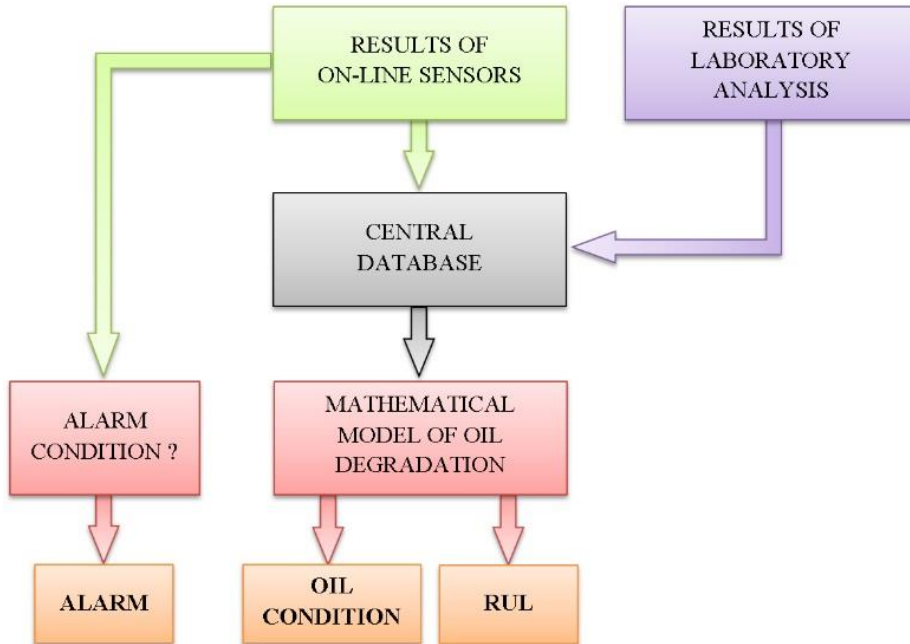 RESULTS OF
ON-LINE SENSORS
RESULTS OF
LABORATORY
ANALYSIS
CENTRAL
DATABASE
ALARM
CONDITION ?
MATHEMATICAL
MODEL OF OIL
DEGRADATION
ALARM
OIL
CONDITION
RUL